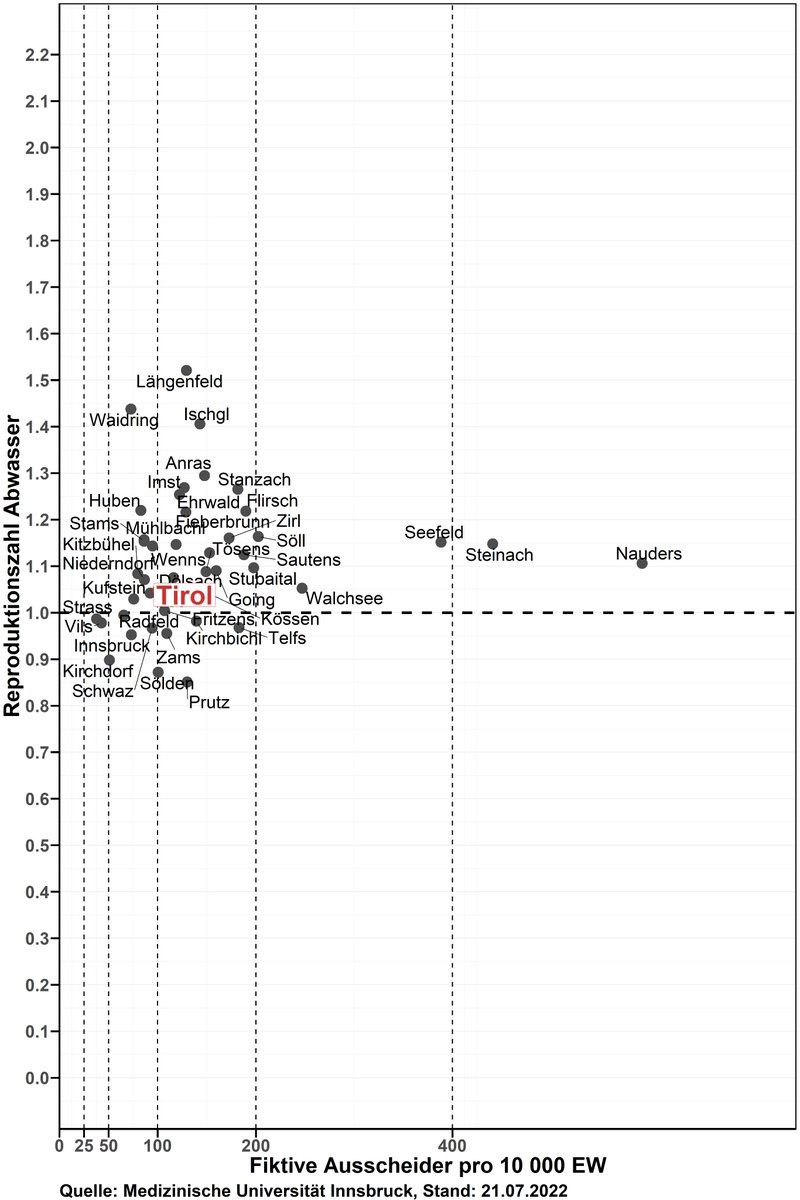 Reproduktionszahl Abwasser
2.2
2.1
2.0
1.9
1.8
1.7
1.6
1.5
1.4
1.3
1.2
1.1
1.0
0.9
0.8
0.7
0.6
0.5
0.4
0.3
0.2
0.1
0.0
Längenfeld
Waidring
Ischgl
Anras
Imst
Stanzach
Huben
Ehrwald
Flirsch
Stams
Mühlbachl
Fieberbrunn
Zirl
Söll
Seefeld
Steinach
Nauders
Kitzbühel
Wenns
Tösens
Sautens
Niederndorf
Dölsach
Stubaital
Kufstein
Tirol
Going
Walchsee
Strass
Vils
Radfeld
Fritzens
Kössen
Innsbruck
Kirchbichl
Telfs
Zams
Kirchdorf
Schwaz
Sölden
Prutz
0 25 50 100 200 400
Fiktive Ausscheider pro 10 000 EW
Quelle: Medizinische Universität Innsbruck, Stand: 21.07.2022